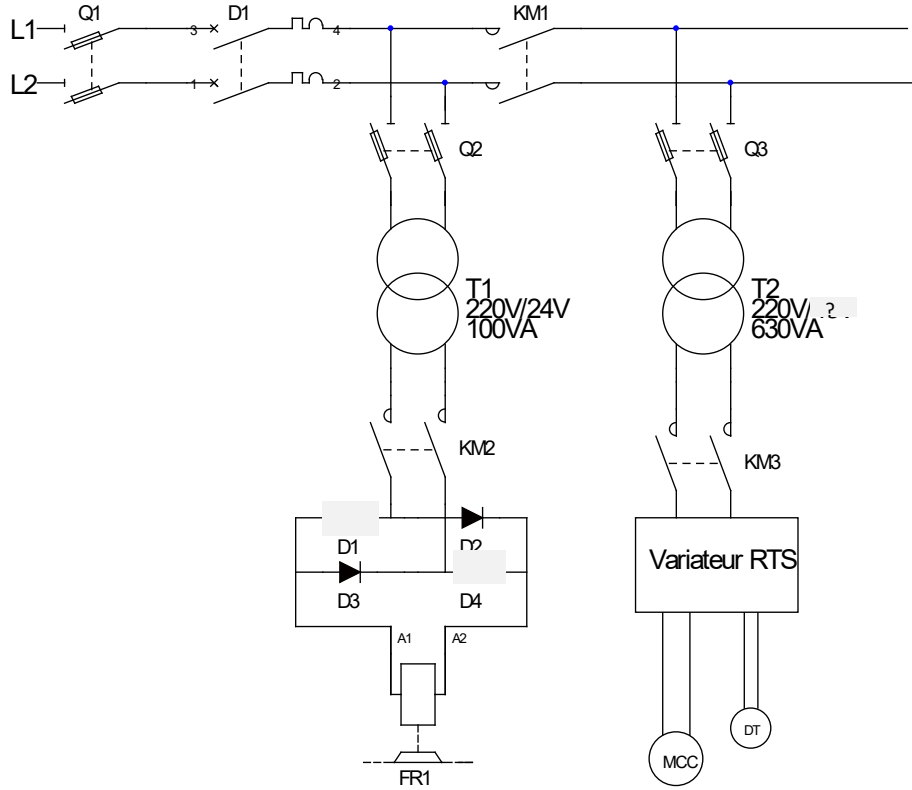 L1
Q1
3
D1
4
KM1
L2
1
2
Q2
Q3
T1
220V/24V
100VA
T2
220V/ ?
630VA
KM2
KM3
D1
D2
D3
D4
Variateur RTS
A1
A2
DT
MCC
FR1